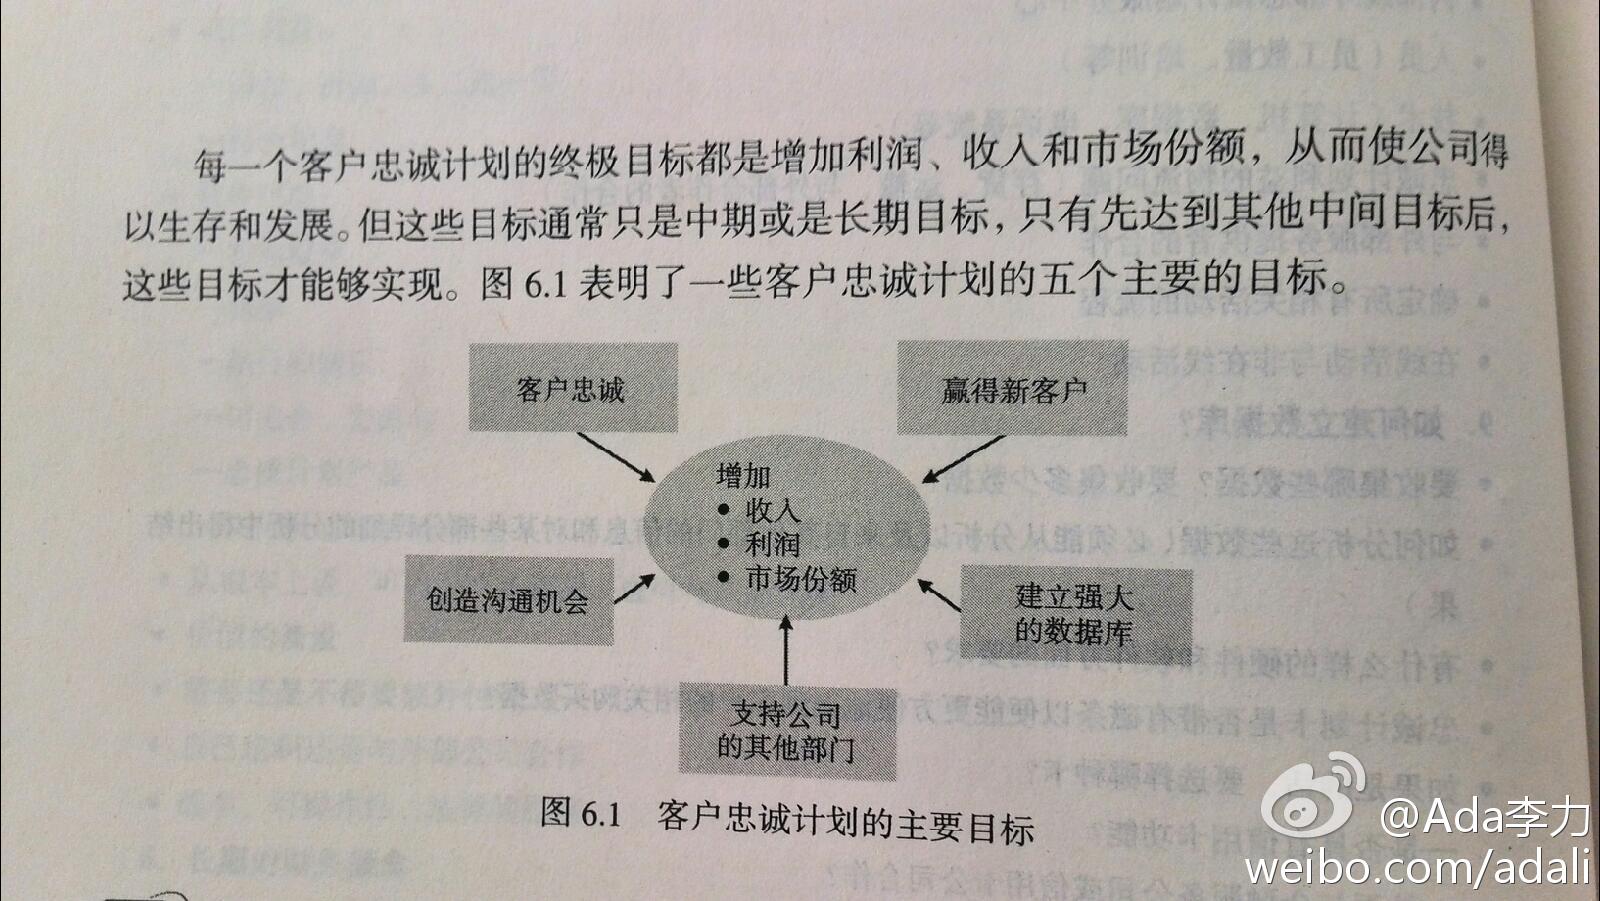 每一个客户忠诚计划的终极目标都是增加利润、收入和市场份额，从而使公司得
以生存和发展。但这些目标通常只是中期或是长期目标，只有先达到其他中间目标后，
这些目标才能够实现。图 6.1 表明了一些客户忠诚计划的五个主要的目标。
客户忠诚
赢得新客户
增加
• 收入
• 利润
• 市场份额
创造沟通机会
建立强大
的数据库
支持公司
的其他部门
图 6.1 客户忠诚计划的主要目标
@Ada李力
weibo.com/adali